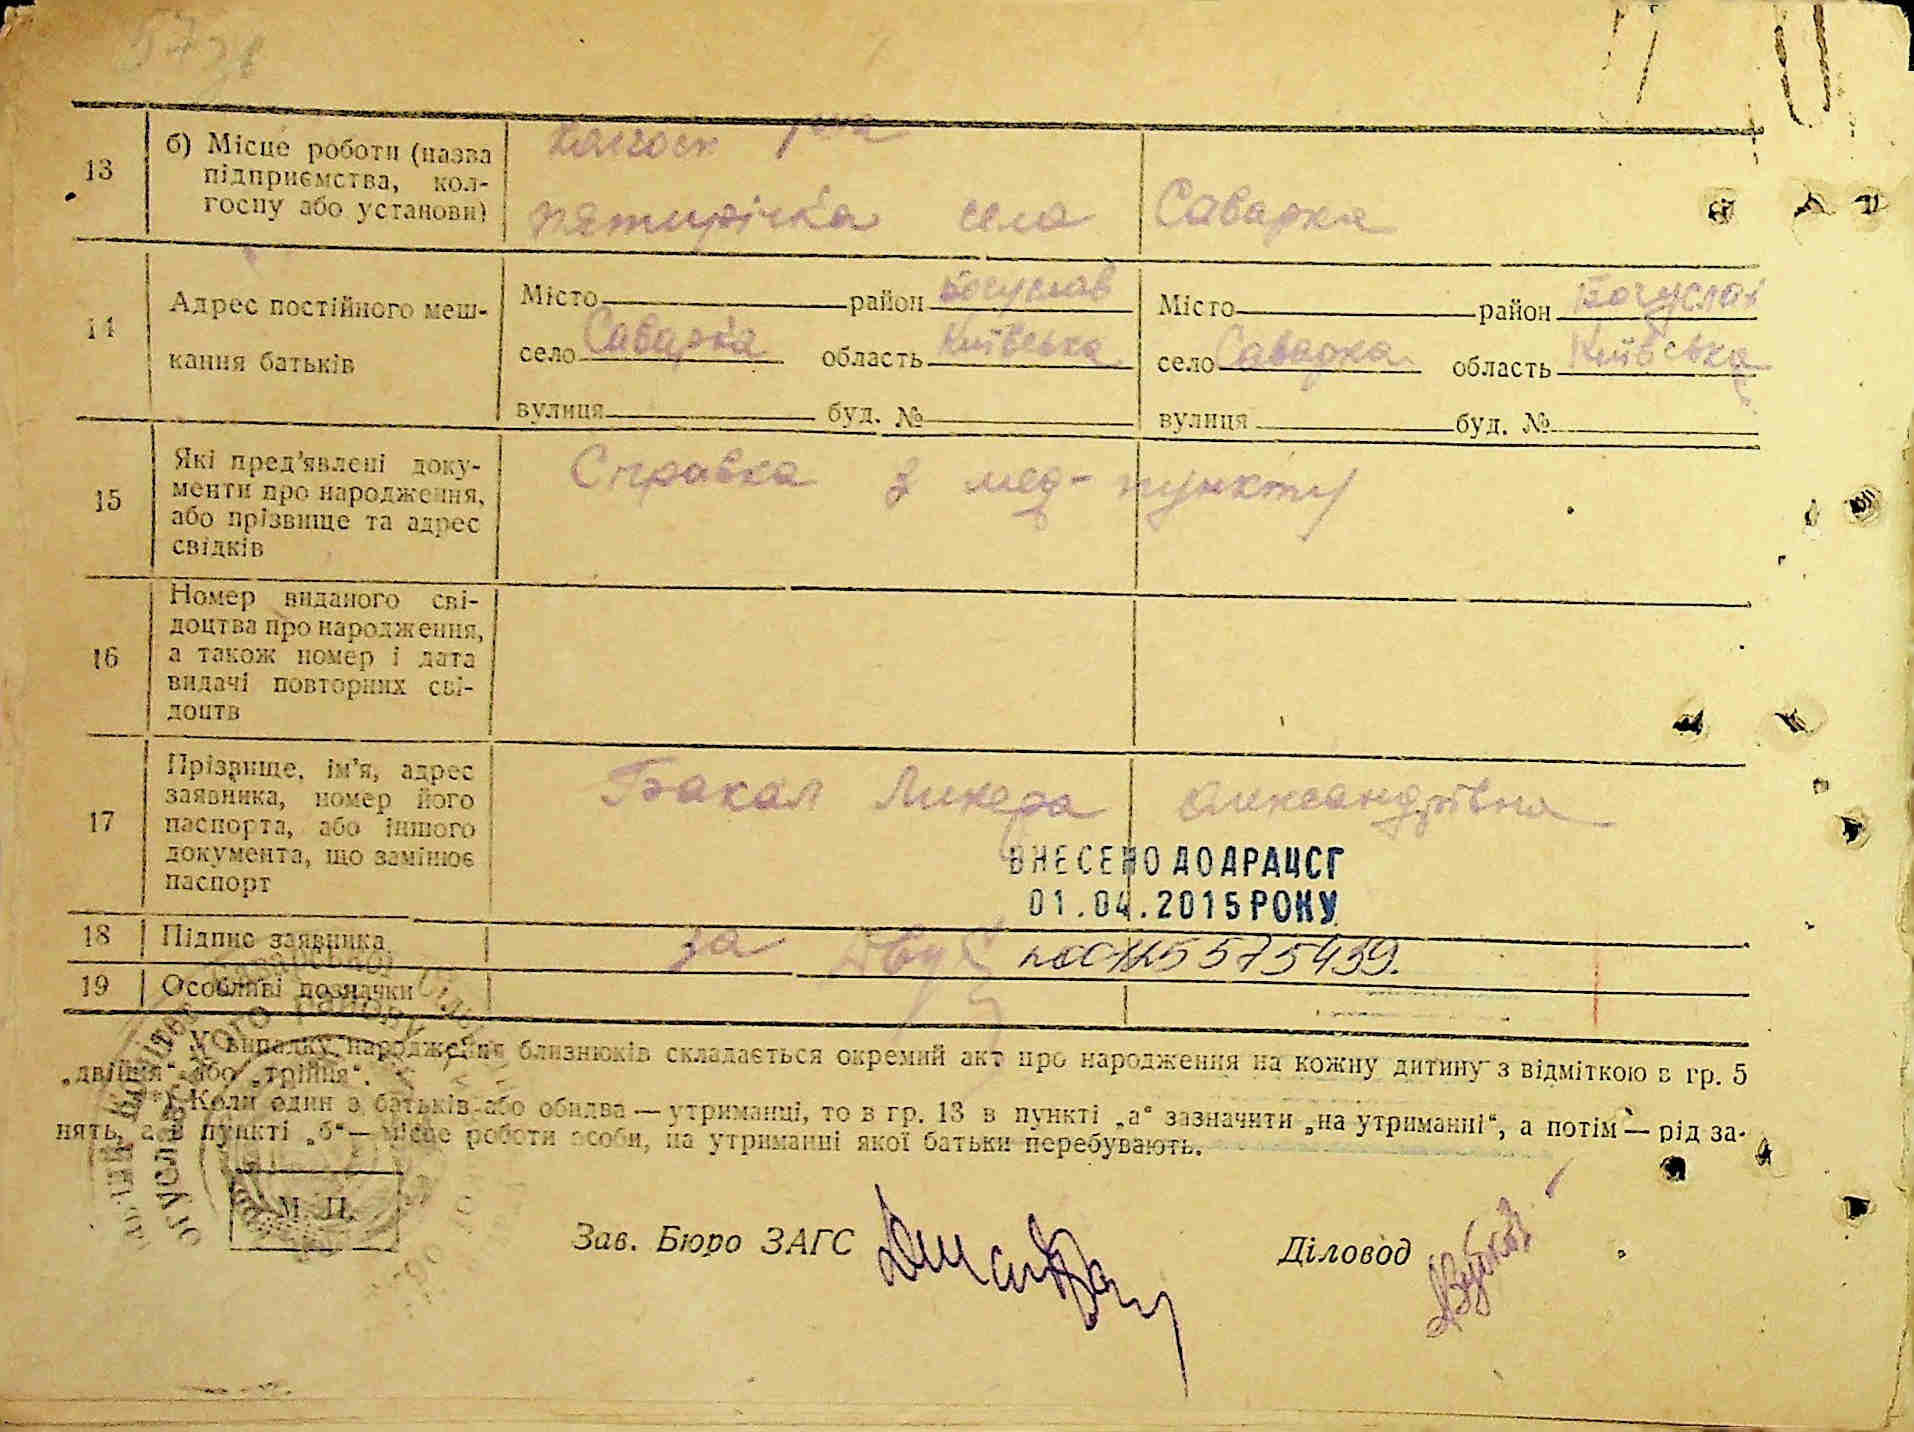 13
б) Місце роботи (назва
підприємства, кол-
госпу або установи)
пятирічка села Саварка
14
Адрес постійного меш-
кання батьків
Місто район Богуслав
село Саварка область Київська
вулиця буд. №
Місто район Богуслав
село Саварка область Київська
вулиця буд. №
15
Які пред'явлені доку-
менти про народження,
або прізвище та адрес
свідків
Справка з мед-пункту
16
Номер виданого сві-
доцтва про народження,
а також номер і дата
видачі повторних сві-
доцтв
17
Прізвище, ім'я, адрес
заявника, номер його
паспорта, або іншого
документа, що замінює
паспорт
Бакал Ликера Александрівна
ВНЕСЕНО ДО ДРАЦСГ
01.04.2015 РОКУ
18
Підпис заявника
за
5575439.
19
Особливі позначки
У випадку народження близнюків складається окремий акт про народження на кожну дитину з відміткою в гр. 5
„двійня" або „трійня".
*) Коли один з батьків або обидва — утриманці, то в гр. 13 в пункті „а" зазначити „на утриманні", а потім — рід за-
нять, а в пункті „б" — місце роботи особи, на утриманні якої батьки перебувають.
М. П.
Зав. Бюро ЗАГС
Діловод